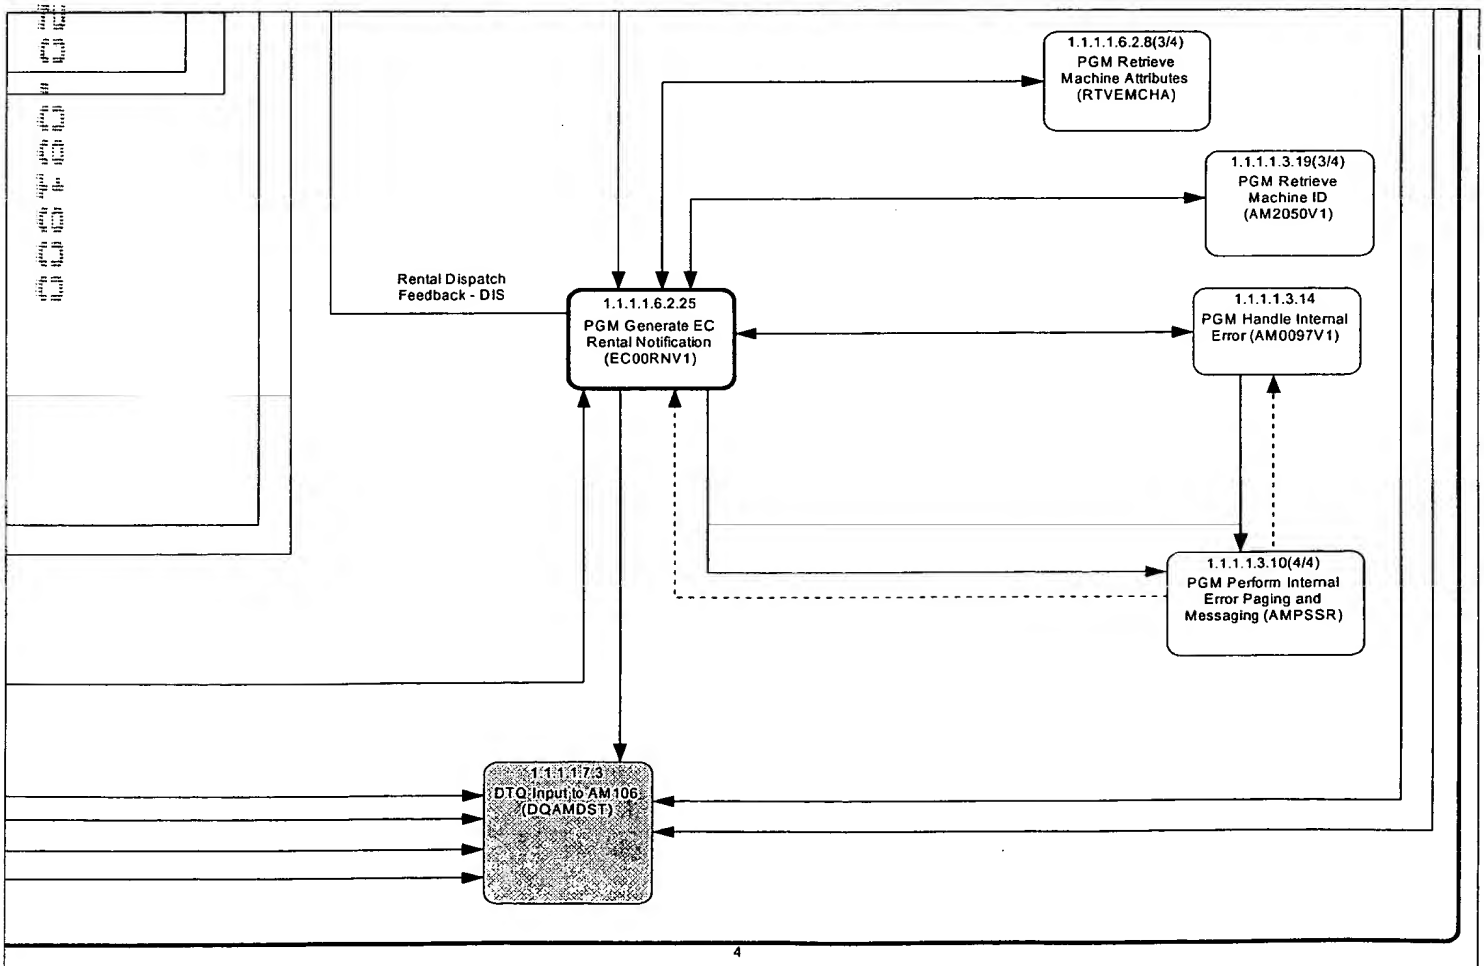 1.1.1.1.6.2.8(3/4)
PGM Retrieve
Machine Attributes
(RTVEMCHA)
1.1.1.1.3.19(3/4)
PGM Retrieve
Machine ID
(AM2050V1)
Rental Dispatch
Feedback - DIS
1.1.1.1.6.2.25
PGM Generate EC
Rental Notification
(EC00RNV1)
1.1.1.1.3.14
PGM Handle Internal
Error (AM0097V1)
1.1.1.1.3.10(4/4)
PGM Perform Internal
Error Paging and
Messaging (AMPSSR)
1.1.1.1.7.3
DTQ Input to AM106
(DQAMDST)
4